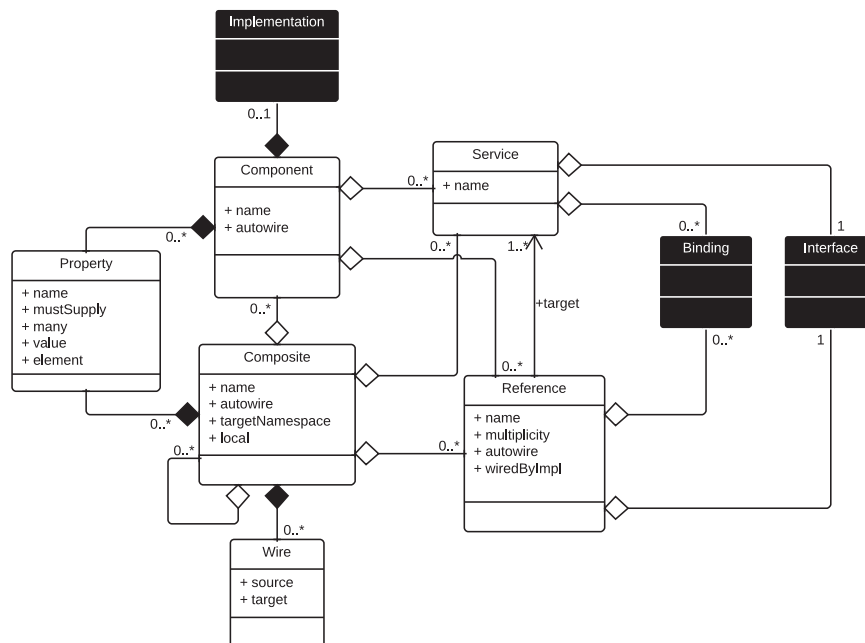 Implementation
0..1
Component
+ name
+ autowire
0..*
Service
+ name
0..*
1..*
0..*
1
Binding
Interface
0..*
Property
+ name
+ mustSupply
+ many
+ value
+ element
0..*
+target
0..*
1
Composite
+ name
+ autowire
+ targetNamespace
+ local
0..*
0..*
0..*
Reference
+ name
+ multiplicity
+ autowire
+ wiredByImpl
0..*
0..*
Wire
+ source
+ target